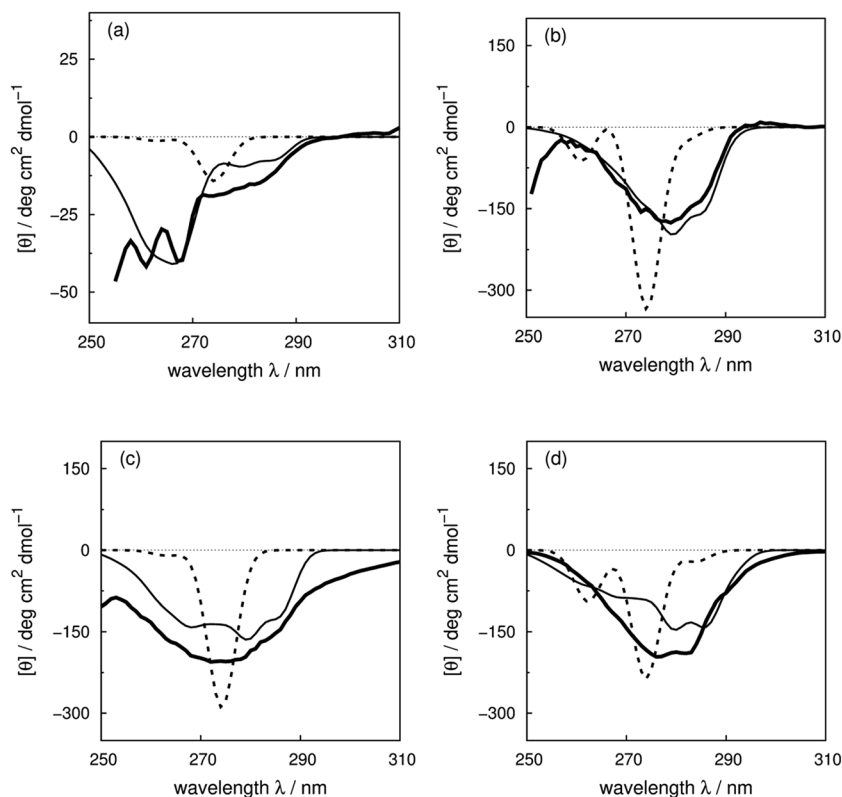 (a)
25
0
−25
−50
[θ] / deg cm² dmol⁻¹
250 270 290 310
wavelength λ / nm
(b)
150
0
−150
−300
[θ] / deg cm² dmol⁻¹
250 270 290 310
wavelength λ / nm
(c)
150
0
−150
−300
[θ] / deg cm² dmol⁻¹
250 270 290 310
wavelength λ / nm
(d)
150
0
−150
−300
[θ] / deg cm² dmol⁻¹
250 270 290 310
wavelength λ / nm